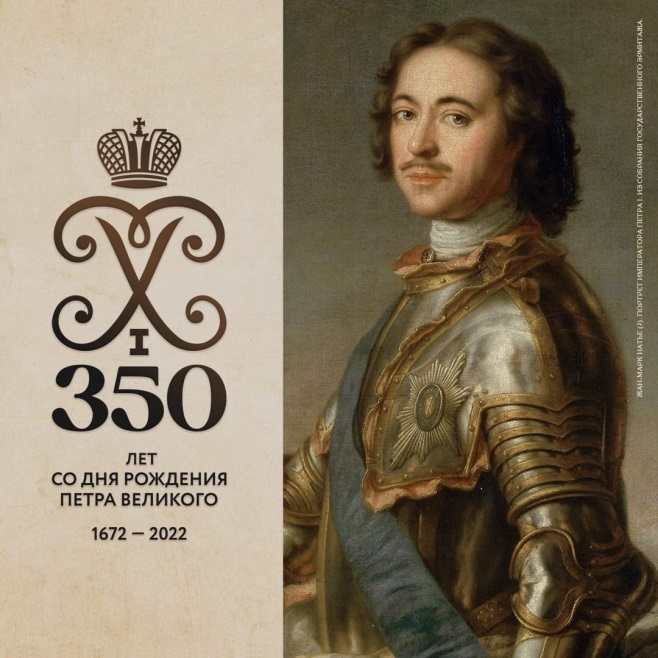 I
350
ЛЕТ
СО ДНЯ РОЖДЕНИЯ
ПЕТРА ВЕЛИКОГО
1672 — 2022
ЖАН-МАРК НАТЬЕ (?). ПОРТРЕТ ИМПЕРАТОРА ПЕТРА I. ИЗ СОБРАНИЯ ГОСУДАРСТВЕННОГО ЭРМИТАЖА.